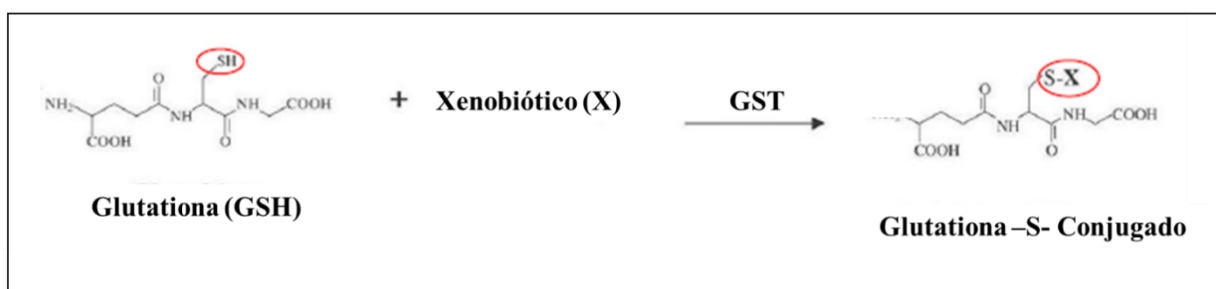 SH
O
NH₂
NH
NH
COOH
COOH
O
+
Xenobiótico (X)
GST
S-X
O
NH
NH
COOH
COOH
O
Glutationa (GSH)
Glutationa –S- Conjugado